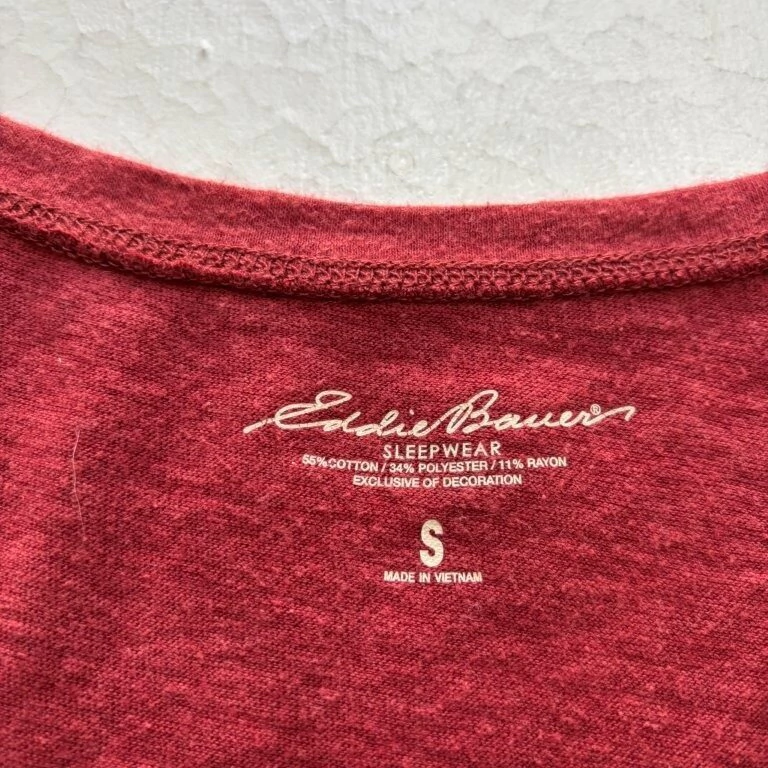 Eddie Bauer®
SLEEPWEAR
55%COTTON / 34% POLYESTER / 11% RAYON
EXCLUSIVE OF DECORATION
S
MADE IN VIETNAM